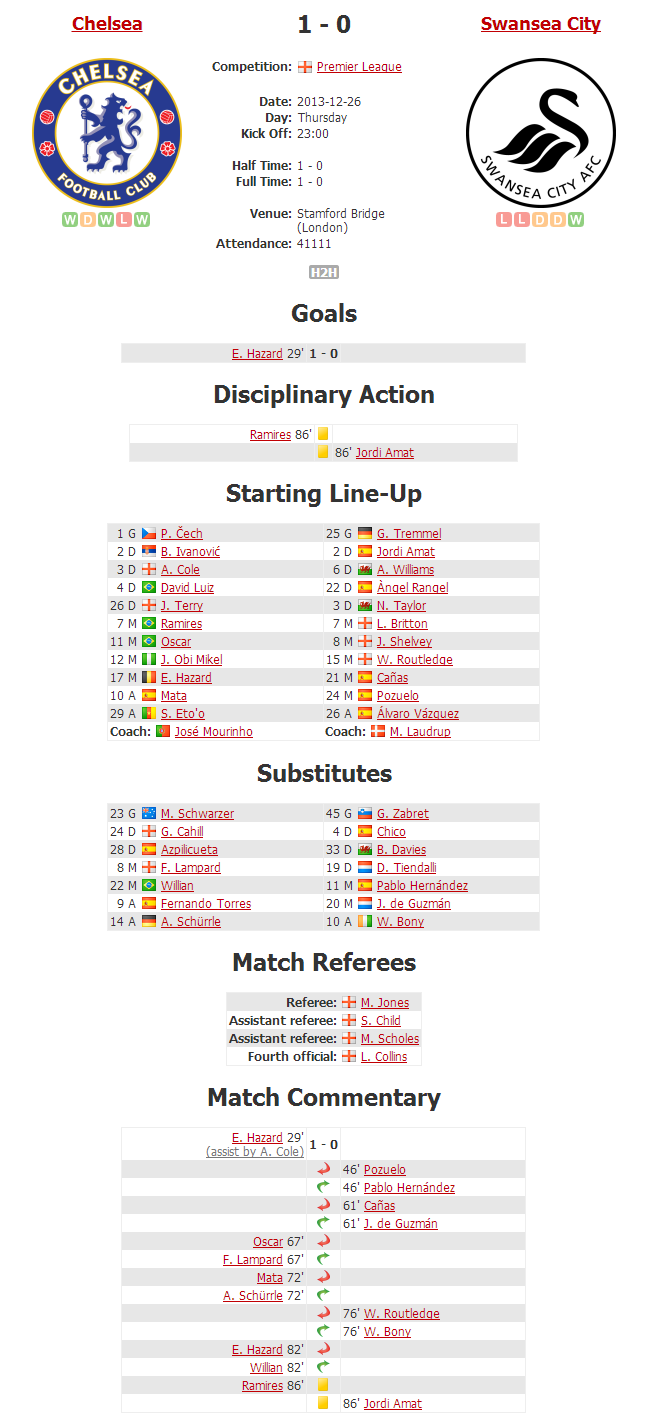 Chelsea 1 - 0 Swansea City
CHELSEA
FOOTBALL CLUB
SWANSEA CITY AFC
Competition: Premier League
Date: 2013-12-26
Day: Thursday
Kick Off: 23:00
Half Time: 1 - 0
Full Time: 1 - 0
Venue: Stamford Bridge
(London)
W D W L W
L L D D W
Attendance: 41111
H2H
Goals
E. Hazard 29' 1 - 0
Disciplinary Action
Ramires 86'
86' Jordi Amat
Starting Line-Up
1 G P. Čech 25 G G. Tremmel
2 D B. Ivanović 2 D Jordi Amat
3 D A. Cole 6 D A. Williams
4 D David Luiz 22 D Àngel Rangel
26 D J. Terry 3 D N. Taylor
7 M Ramires 7 M L. Britton
11 M Oscar 8 M J. Shelvey
12 M J. Obi Mikel 15 M W. Routledge
17 M E. Hazard 21 M Cañas
10 A Mata 24 M Pozuelo
29 A S. Eto'o 26 A Álvaro Vázquez
Coach: José Mourinho Coach: M. Laudrup
Substitutes
23 G M. Schwarzer 45 G G. Zabret
24 D G. Cahill 4 D Chico
28 D Azpilicueta 33 D B. Davies
8 M F. Lampard 19 D D. Tiendalli
22 M Willian 11 M Pablo Hernández
9 A Fernando Torres 20 M J. de Guzmán
14 A A. Schürrle 10 A W. Bony
Match Referees
Referee: M. Jones
Assistant referee: S. Child
Assistant referee: M. Scholes
Fourth official: L. Collins
Match Commentary
E. Hazard 29' 1 - 0
(assist by A. Cole)
46' Pozuelo
46' Pablo Hernández
61' Cañas
61' J. de Guzmán
Oscar 67'
F. Lampard 67'
Mata 72'
A. Schürrle 72'
76' W. Routledge
76' W. Bony
E. Hazard 82'
Willian 82'
Ramires 86'
86' Jordi Amat